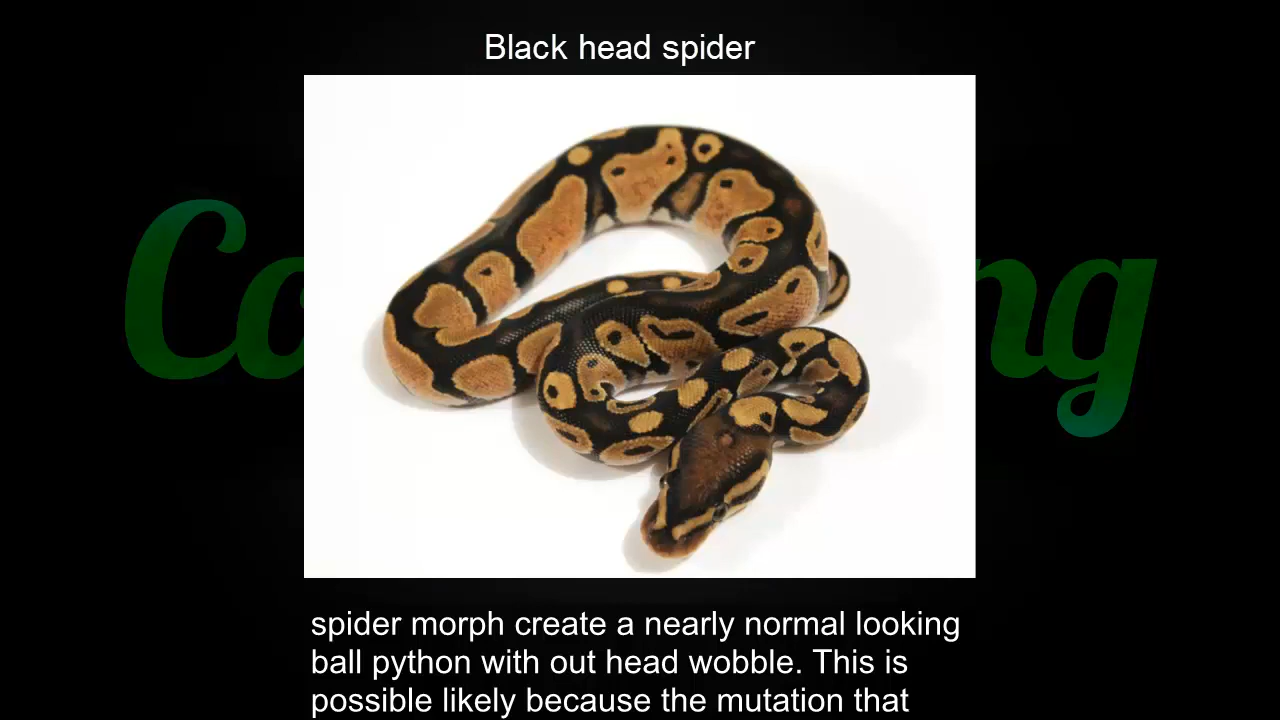 Black head spider
spider morph create a nearly normal looking
ball python with out head wobble. This is
possible likely because the mutation that